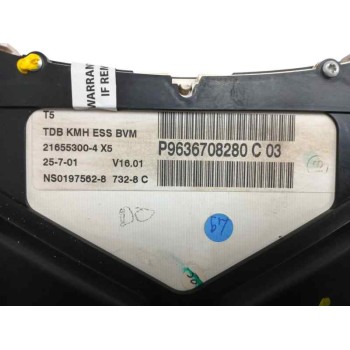 WARRAN
IF REM
T5
TDB KMH ESS BVM
21655300-4 X5
25-7-01 V16.01
NS0197562-8 732-8 C
P9636708280 C 03